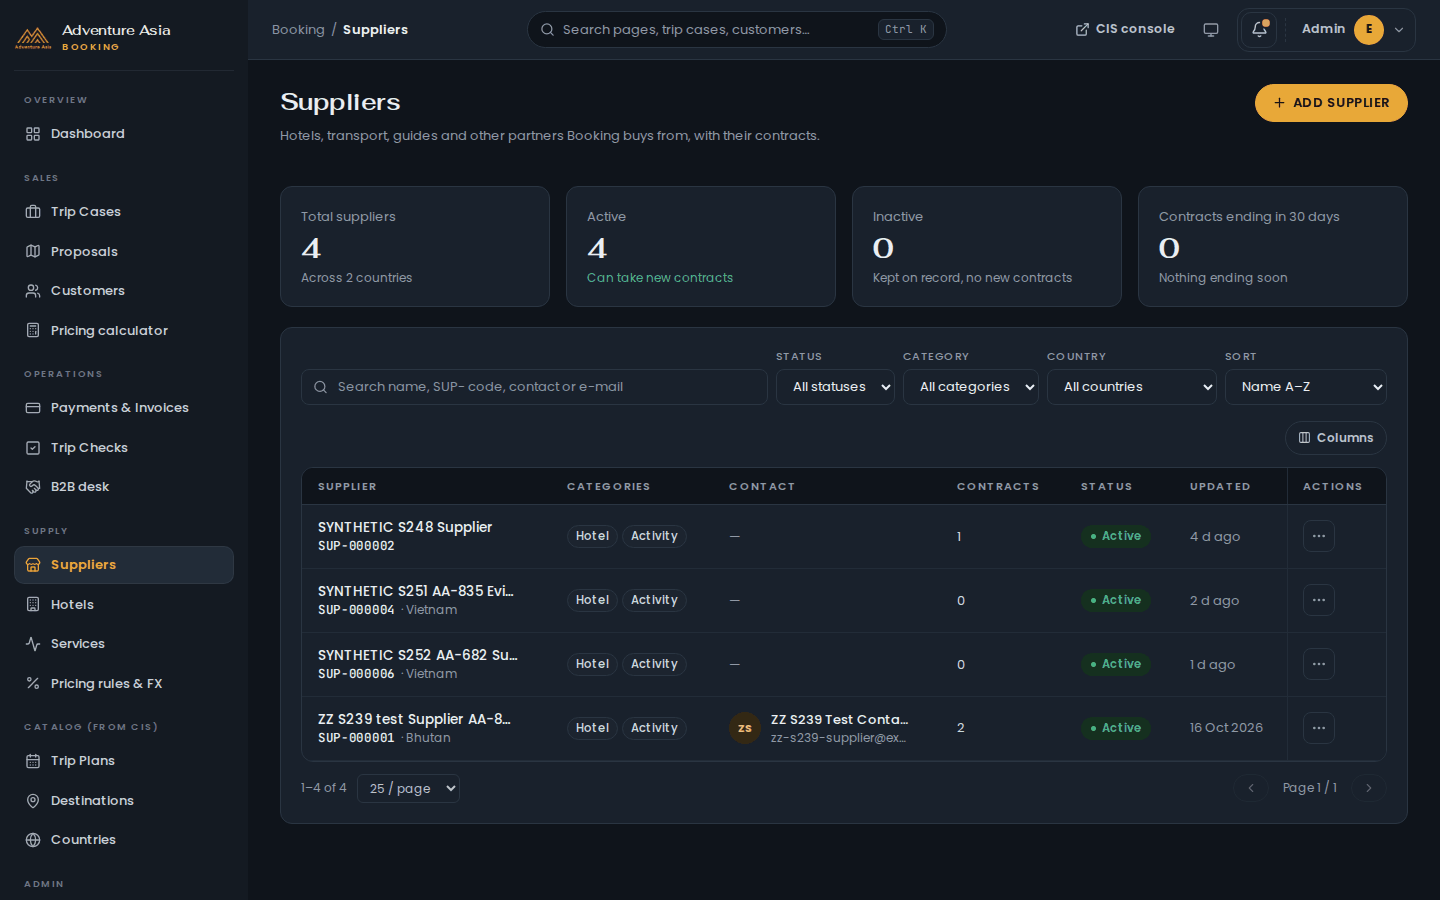 Adventure Asia
BOOKING
Adventure Asia
OVERVIEW
Dashboard
SALES
Trip Cases
Proposals
Customers
Pricing calculator
OPERATIONS
Payments & Invoices
Trip Checks
B2B desk
SUPPLY
Suppliers
Hotels
Services
Pricing rules & FX
CATALOG (FROM CIS)
Trip Plans
Destinations
Countries
ADMIN
Booking / Suppliers
Search pages, trip cases, customers...
Ctrl K
CIS console
Admin
E
Suppliers
Hotels, transport, guides and other partners Booking buys from, with their contracts.
+ ADD SUPPLIER
Total suppliers
4
Across 2 countries
Active
4
Can take new contracts
Inactive
0
Kept on record, no new contracts
Contracts ending in 30 days
0
Nothing ending soon
STATUS CATEGORY COUNTRY SORT
Search name, SUP- code, contact or e-mail
All statuses All categories All countries Name A–Z
Columns
SUPPLIER CATEGORIES CONTACT CONTRACTS STATUS UPDATED ACTIONS
SYNTHETIC S248 Supplier
SUP-000002
Hotel Activity — 1 Active 4 d ago ...
SYNTHETIC S251 AA-835 Evi...
SUP-000004 · Vietnam
Hotel Activity — 0 Active 2 d ago ...
SYNTHETIC S252 AA-682 Su...
SUP-000006 · Vietnam
Hotel Activity — 0 Active 1 d ago ...
ZZ S239 test Supplier AA-8...
SUP-000001 · Bhutan
Hotel Activity
ZS
ZZ S239 Test Conta...
zz-s239-supplier@ex...
2 Active 16 Oct 2026 ...
1–4 of 4 25 / page
Page 1 / 1